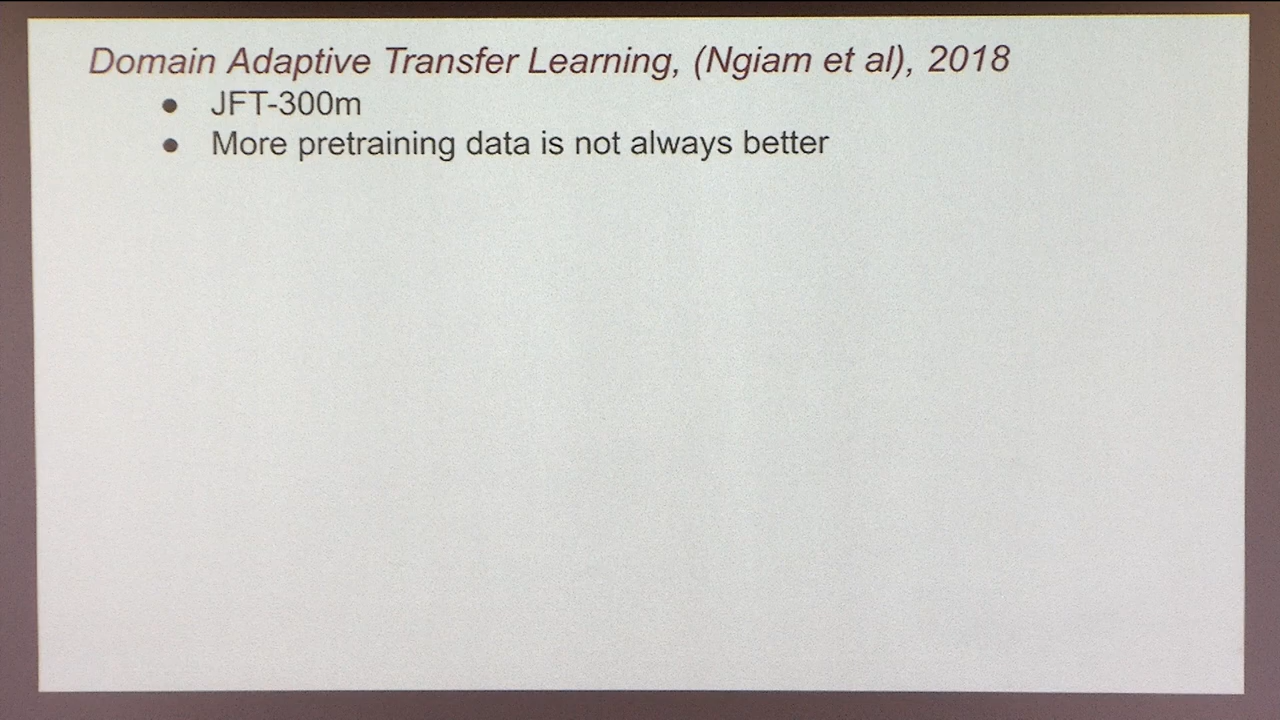 Domain Adaptive Transfer Learning, (Ngiam et al), 2018
● JFT-300m
● More pretraining data is not always better